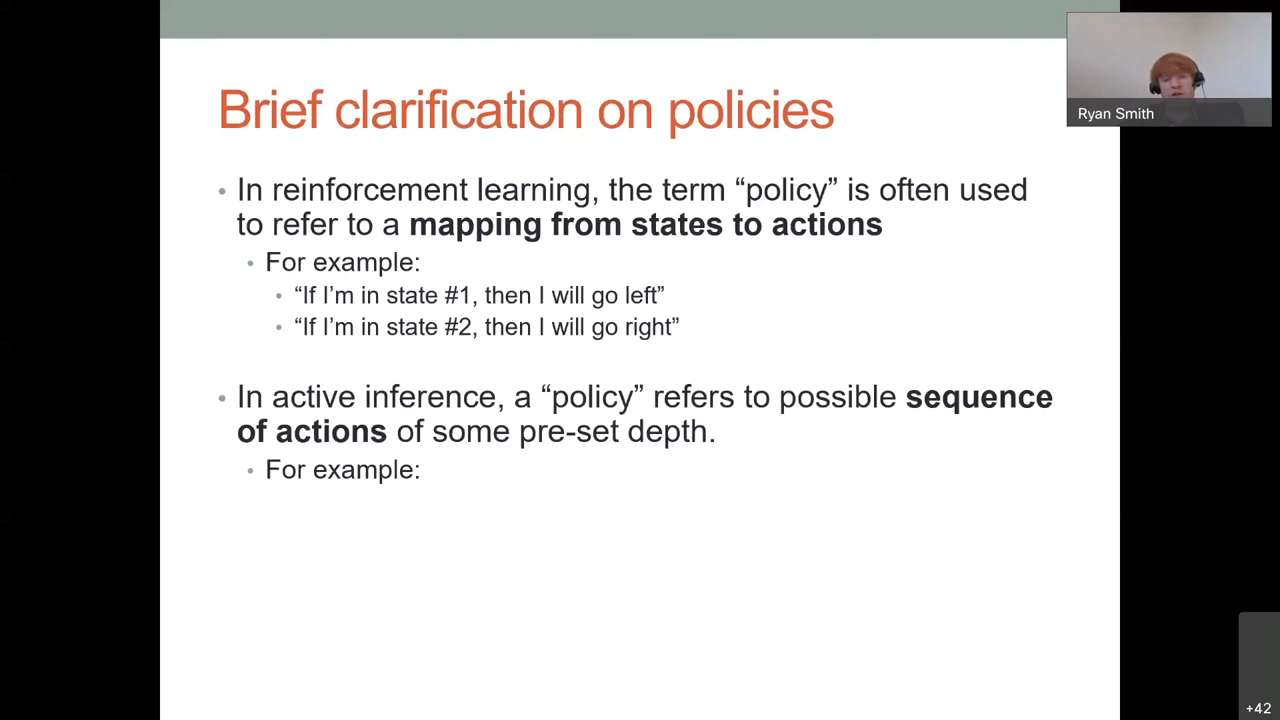 Brief clarification on policies
Ryan Smith
• In reinforcement learning, the term “policy” is often used
to refer to a mapping from states to actions
• For example:
• “If I’m in state #1, then I will go left”
• “If I’m in state #2, then I will go right”
• In active inference, a “policy” refers to possible sequence
of actions of some pre-set depth.
• For example:
+42